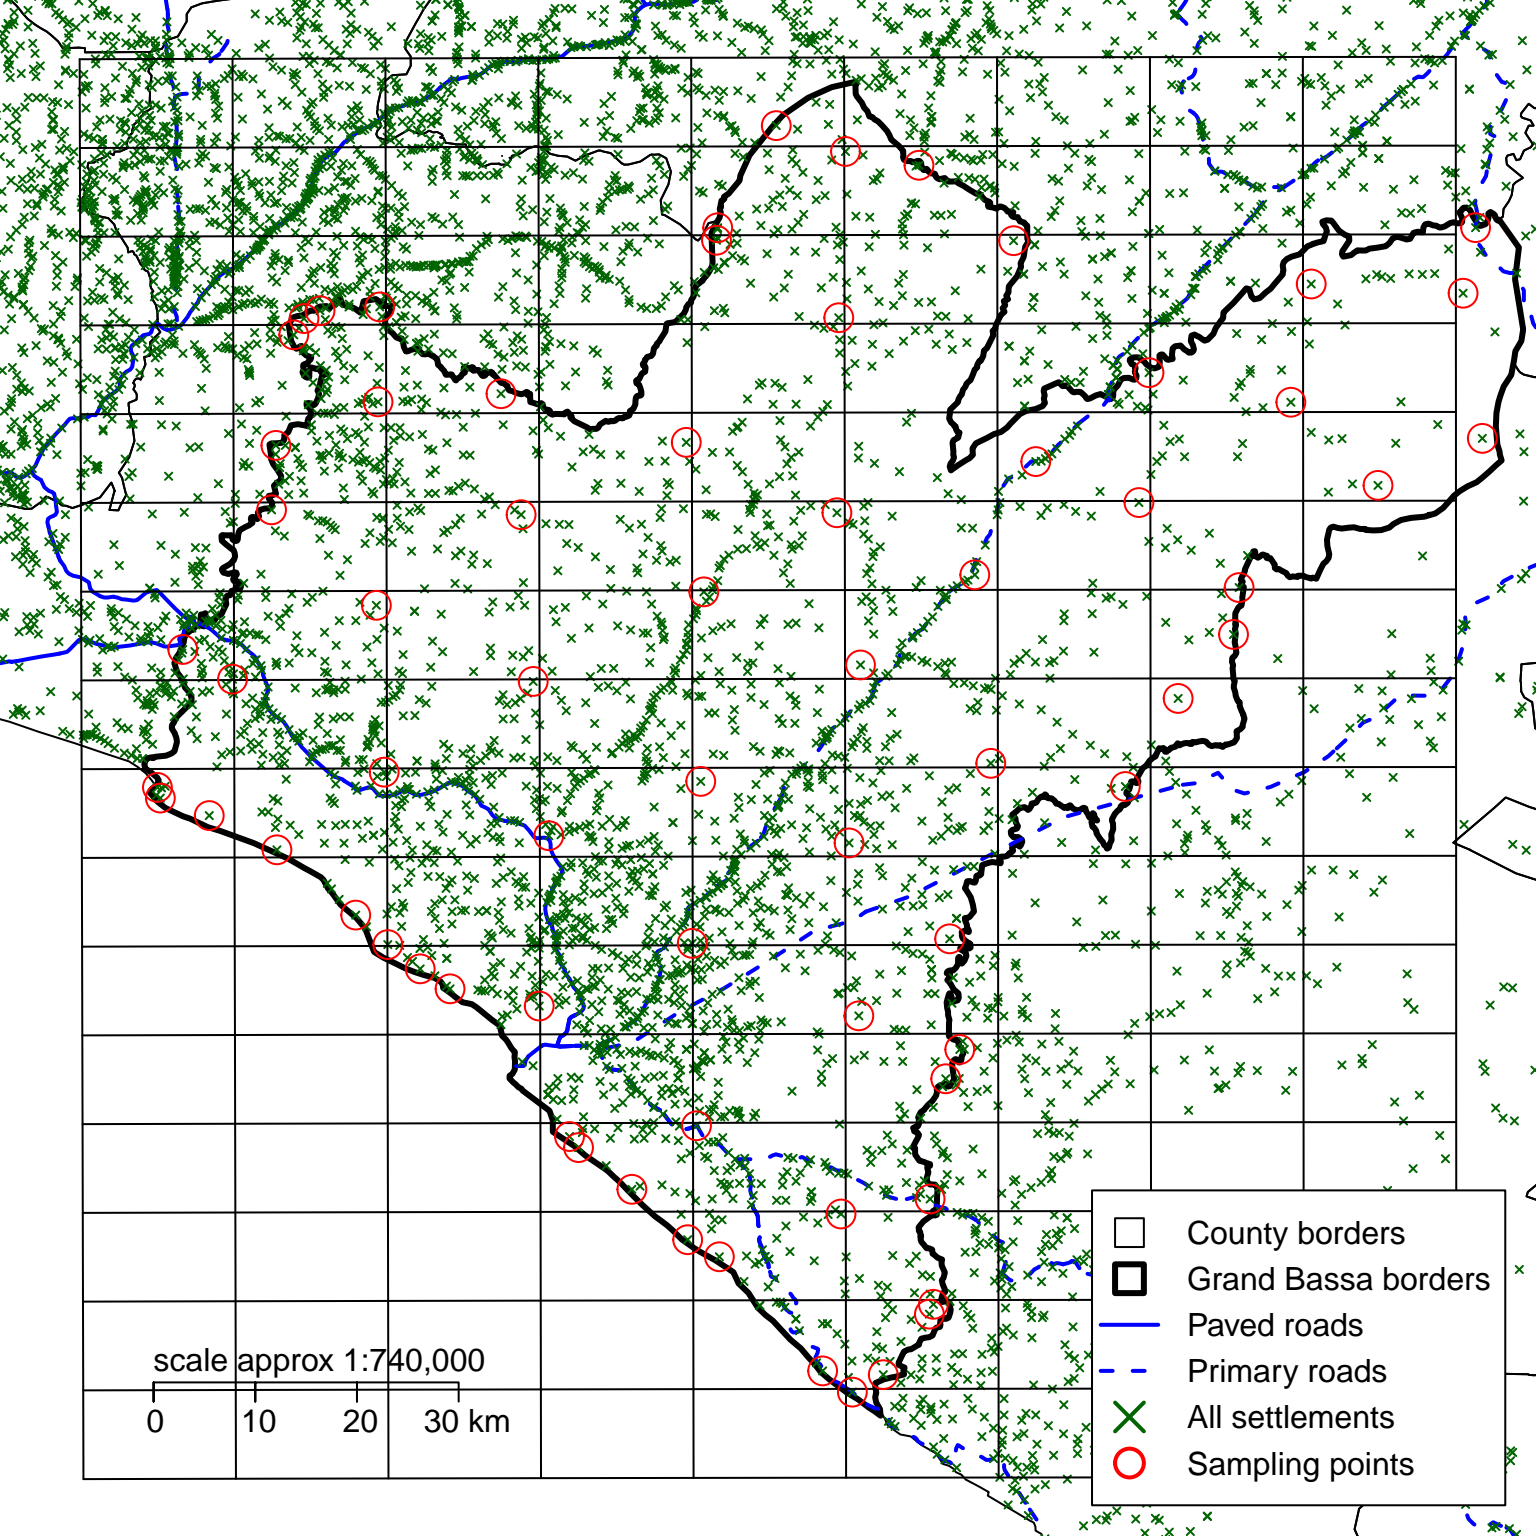 County borders
Grand Bassa borders
Paved roads
Primary roads
All settlements
Sampling points
scale approx 1:740,000
0 10 20 30 km